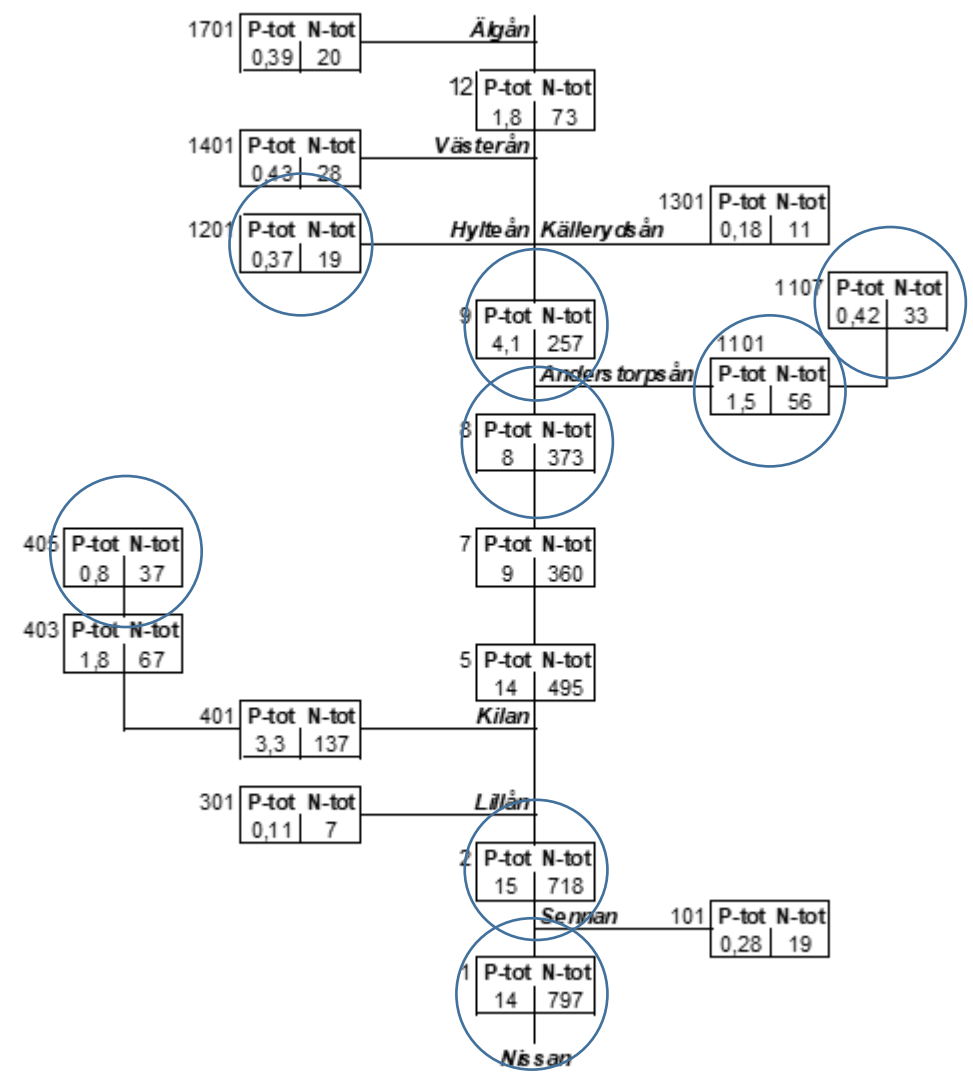 1701 P-tot N-tot Älgån
0,39 20
12 P-tot N-tot
1,8 73
1401 P-tot N-tot Västerån
0,43 28
1301 P-tot N-tot
0,18 11
1201 P-tot N-tot Hylteån Källerydsån
0,37 19
1107 P-tot N-tot
0,42 33
9 P-tot N-tot
4,1 257
1101
Anderstorpsån P-tot N-tot
1,5 56
8 P-tot N-tot
8 373
405 P-tot N-tot
0,8 37
7 P-tot N-tot
9 360
403 P-tot N-tot
1,8 67
5 P-tot N-tot
14 495
401 P-tot N-tot Kilan
3,3 137
301 P-tot N-tot Lillån
0,11 7
2 P-tot N-tot
15 718
Sennan 101 P-tot N-tot
0,28 19
1 P-tot N-tot
14 797
Nissan